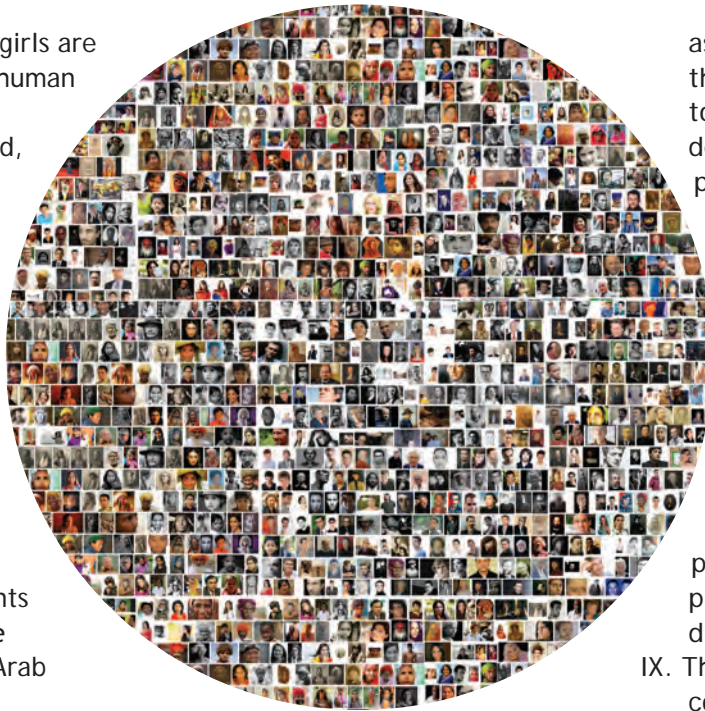 girls are
human
d,
nts
e
Arab
as
th
to
de
p
p
p
d
IX. Th
co